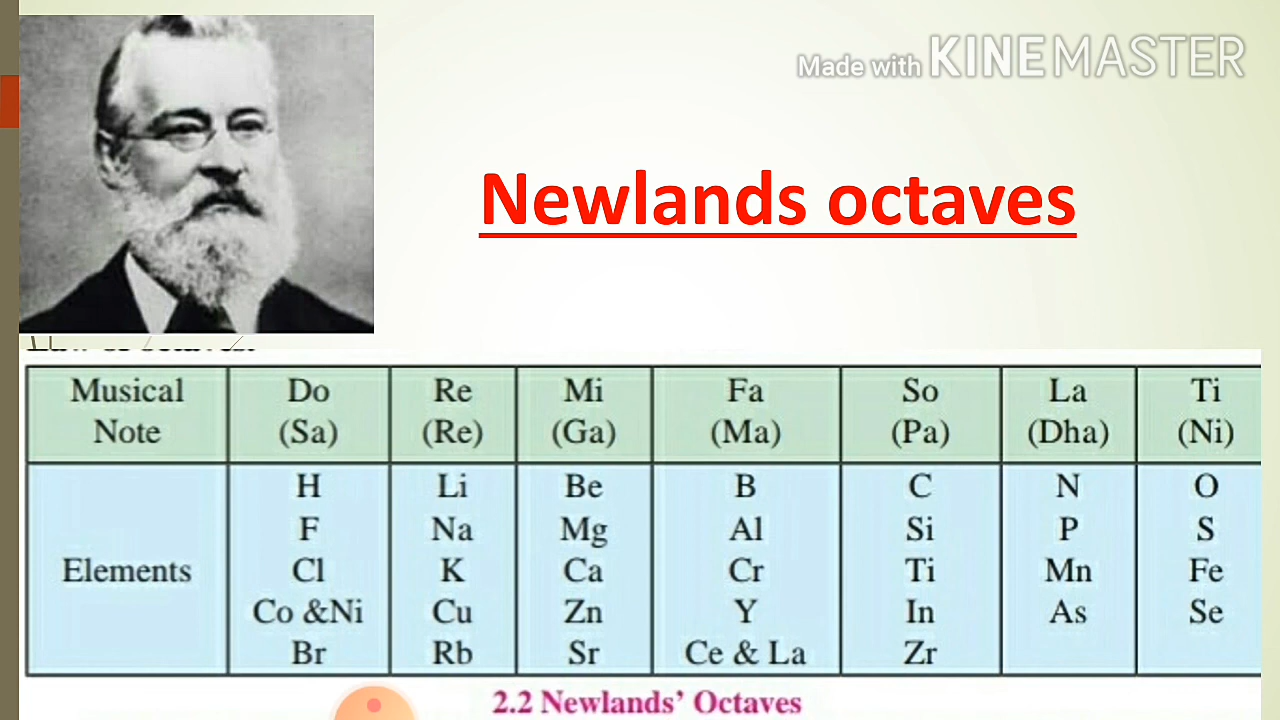 Made with KINEMASTER
Newlands octaves
Musical Note Do (Sa) Re (Re) Mi (Ga) Fa (Ma) So (Pa) La (Dha) Ti (Ni)
Elements
H Li Be B C N O
F Na Mg Al Si P S
Cl K Ca Cr Ti Mn Fe
Co &Ni Cu Zn Y In As Se
Br Rb Sr Ce & La Zr
2.2 Newlands’ Octaves